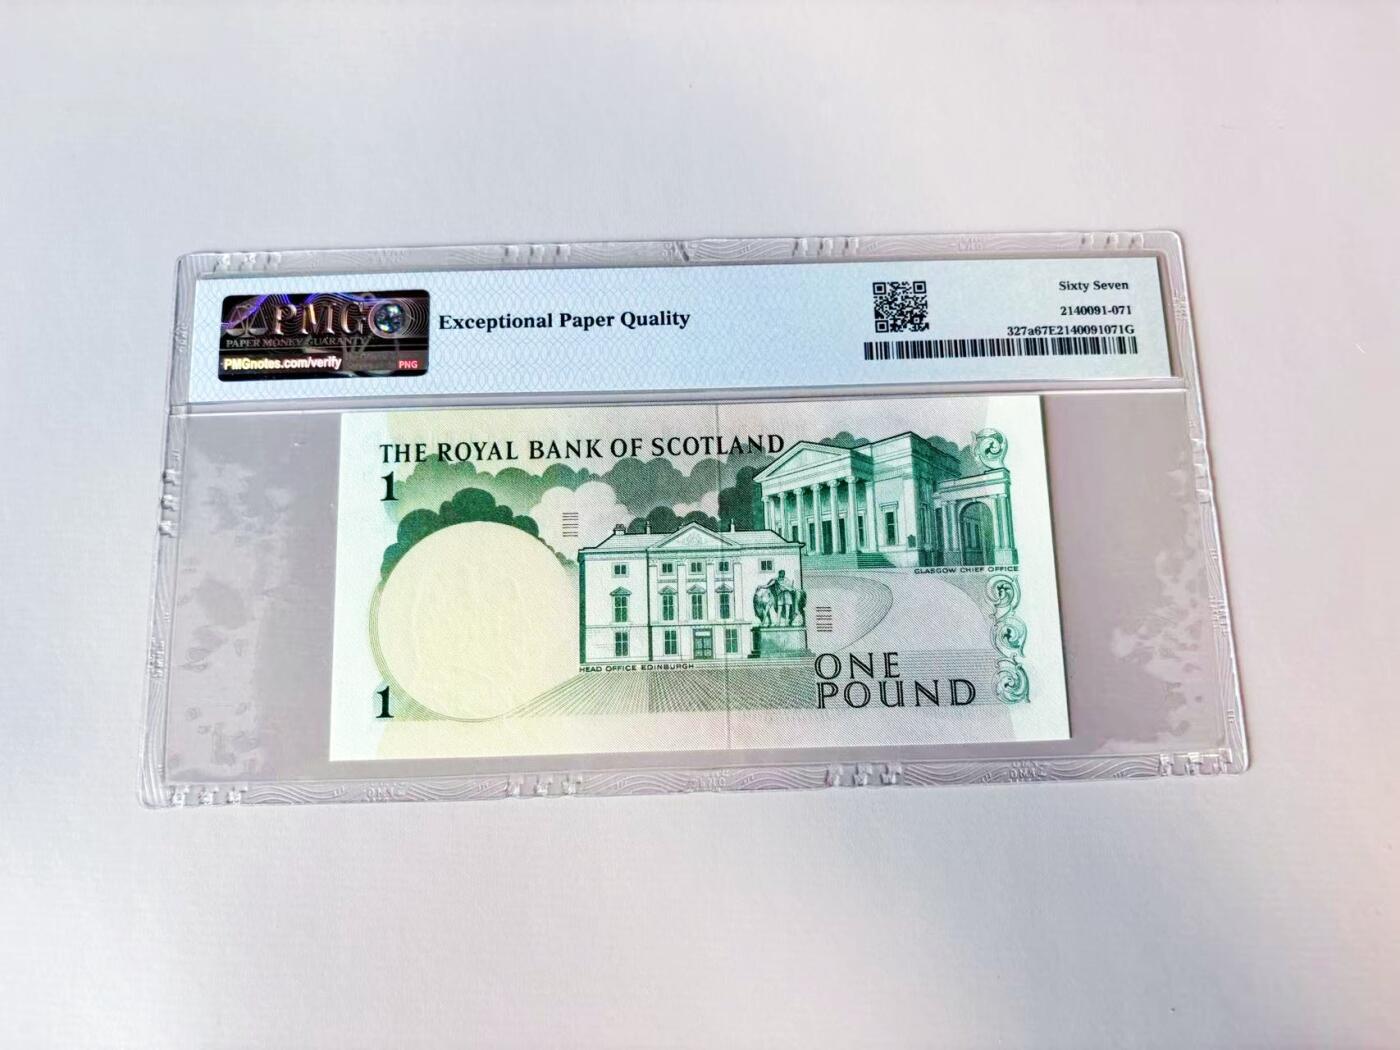 PMG
PAPER MONEY GUARANTY
PMGnotes.com/verify
PNG
Exceptional Paper Quality
Sixty Seven
2140091-071
327a67E2140091071G
THE ROYAL BANK OF SCOTLAND
1
GLASGOW CHIEF OFFICE
HEAD OFFICE EDINBURGH
ONE
POUND
1